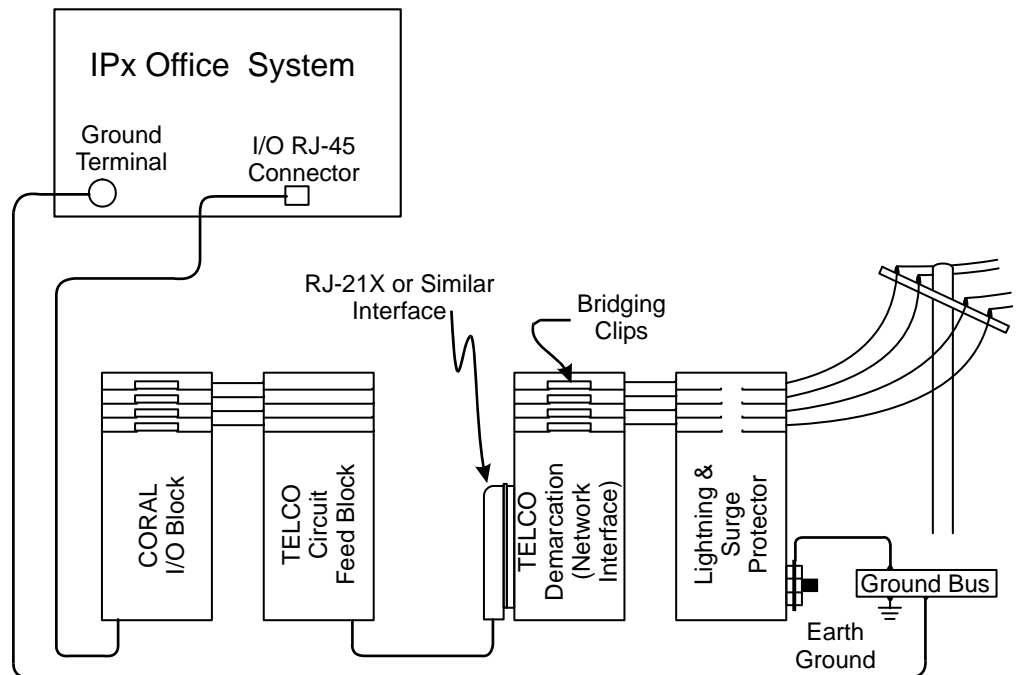 IPx Office System
Ground
Terminal
I/O RJ-45
Connector
RJ-21X or Similar
Interface
Bridging
Clips
CORAL
I/O Block
TELCO
Circuit
Feed Block
TELCO
Demarcation
(Network
Interface)
Lightning &
Surge
Protector
Ground Bus
Earth
Ground